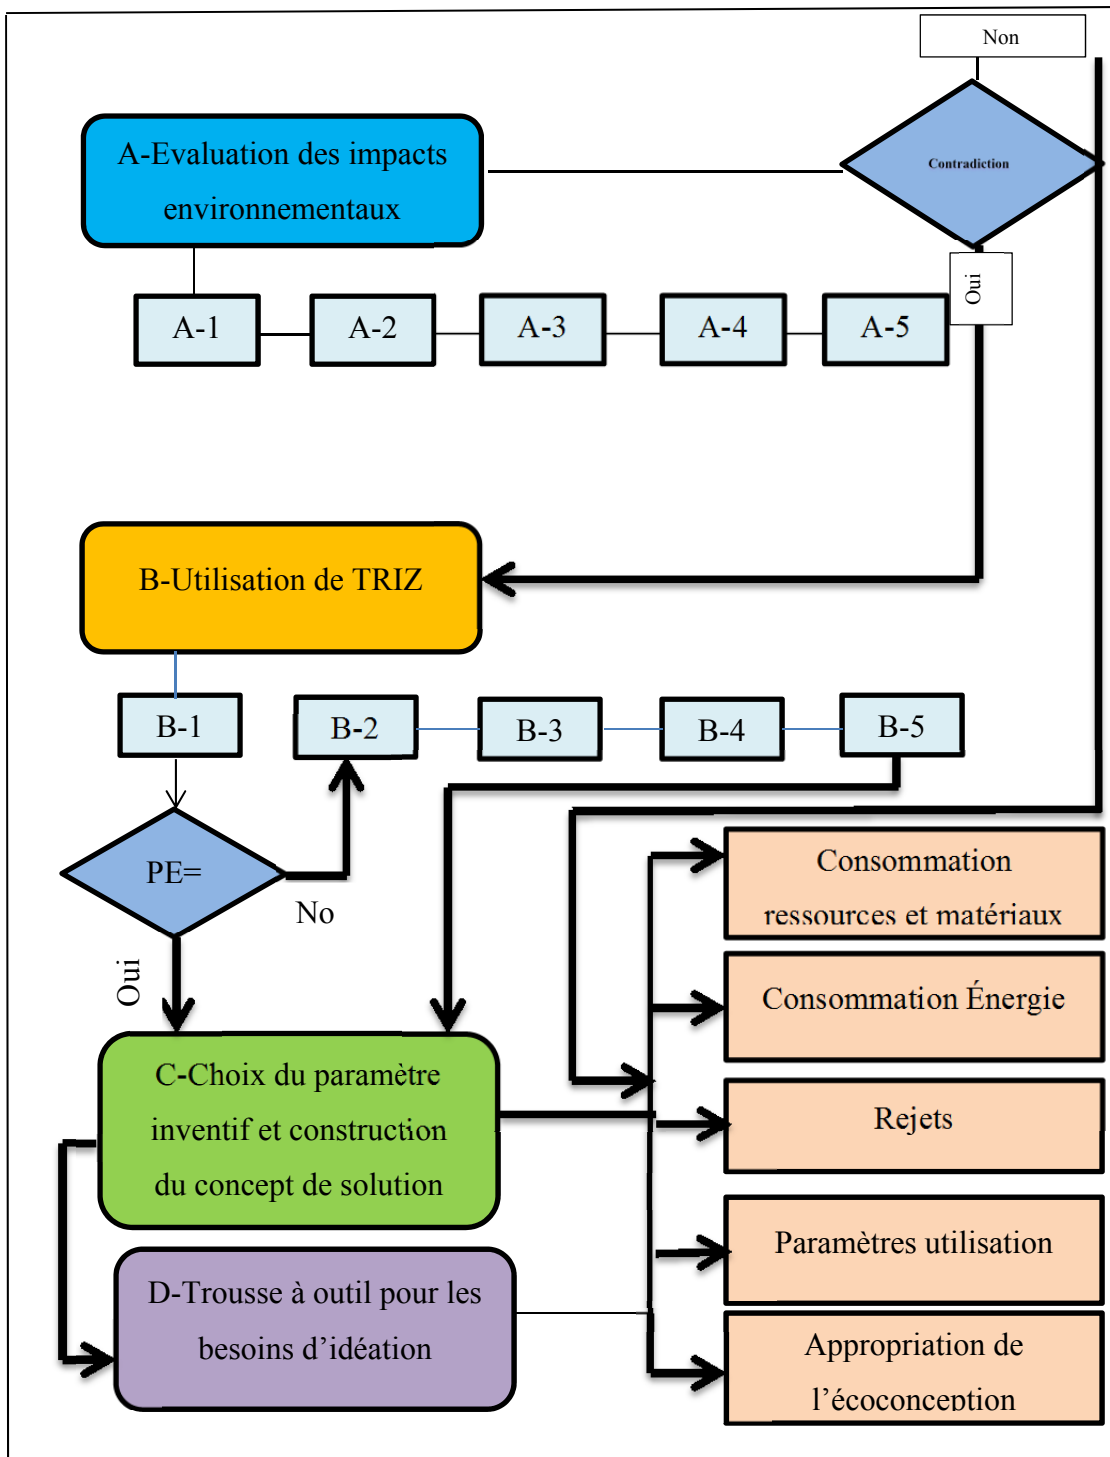 Non
A-Evaluation des impacts
environnementaux
Contradiction
Oui
A-1
A-2
A-3
A-4
A-5
B-Utilisation de TRIZ
B-1
B-2
B-3
B-4
B-5
PE=
No
Oui
Consommation
ressources et matériaux
Consommation Énergie
C-Choix du paramètre
inventif et construction
du concept de solution
Rejets
Paramètres utilisation
D-Trousse à outil pour les
besoins d’idéation
Appropriation de
l’écoconception